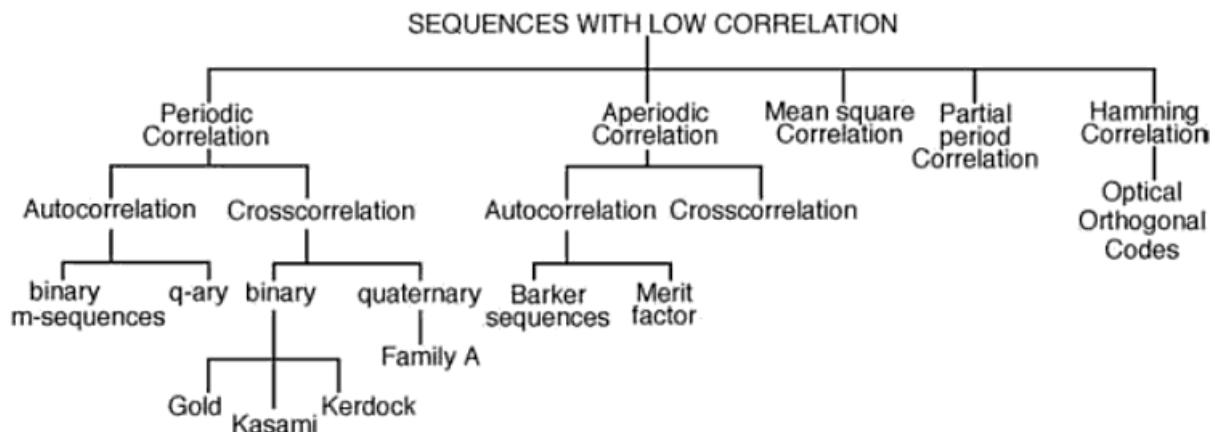 SEQUENCES WITH LOW CORRELATION
Periodic
Correlation
Aperiodic
Correlation
Mean square
Correlation
Partial
period
Correlation
Hamming
Correlation
Autocorrelation
Crosscorrelation
Autocorrelation
Crosscorrelation
Optical
Orthogonal
Codes
binary
m-sequences
q-ary
binary
quaternary
Barker
sequences
Merit
factor
Family A
Gold
Kasami
Kerdock